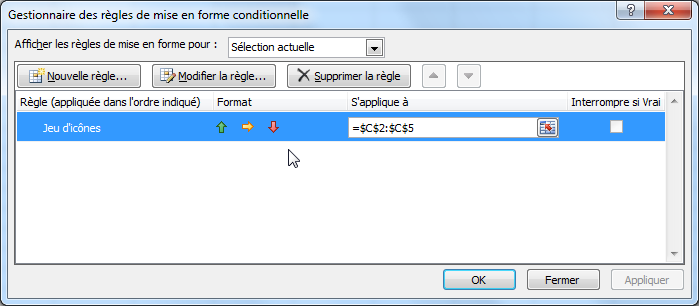 Gestionnaire des règles de mise en forme conditionnelle
Afficher les règles de mise en forme pour : Sélection actuelle
Nouvelle règle... Modifier la règle... Supprimer la règle
Règle (appliquée dans l'ordre indiqué) Format S'applique à Interrompre si Vrai
Jeu d'icônes =$C$2:$C$5
OK Fermer Appliquer